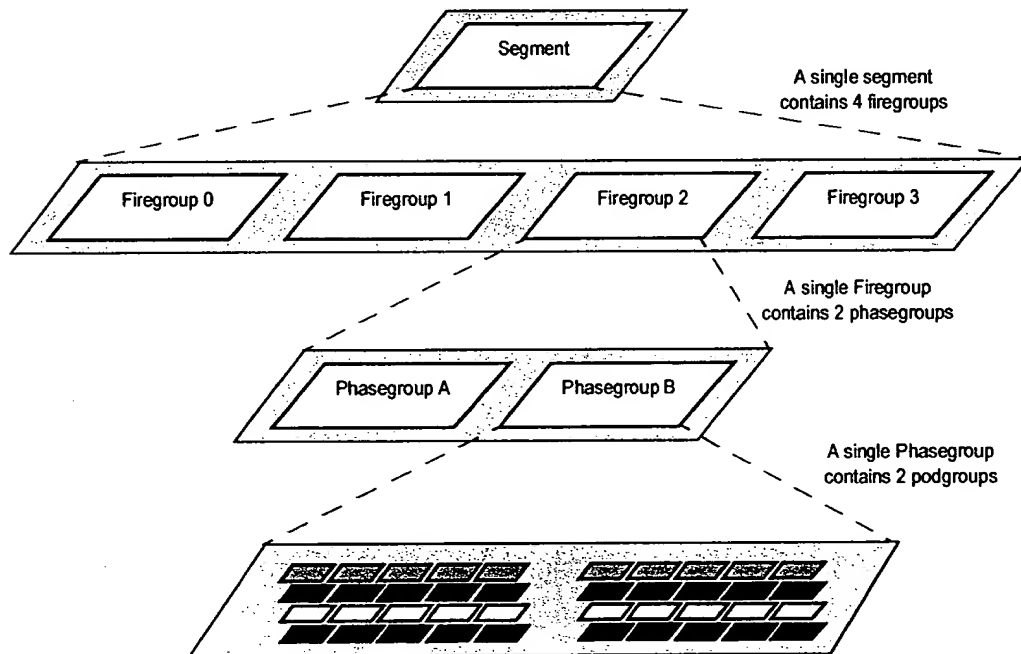 Segment
A single segment
contains 4 firegroups
Firegroup 0
Firegroup 1
Firegroup 2
Firegroup 3
A single Firegroup
contains 2 phasegroups
Phasegroup A
Phasegroup B
A single Phasegroup
contains 2 podgroups